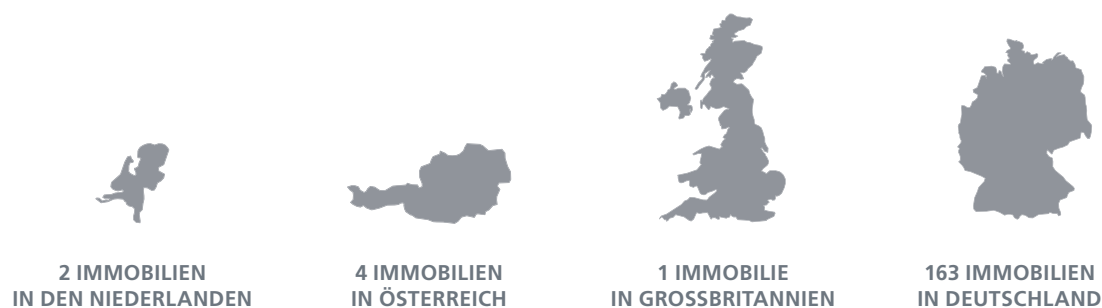 2 IMMOBILIEN
IN DEN NIEDERLANDEN
4 IMMOBILIEN
IN ÖSTERREICH
1 IMMOBILIE
IN GROSSBRITANNIEN
163 IMMOBILIEN
IN DEUTSCHLAND